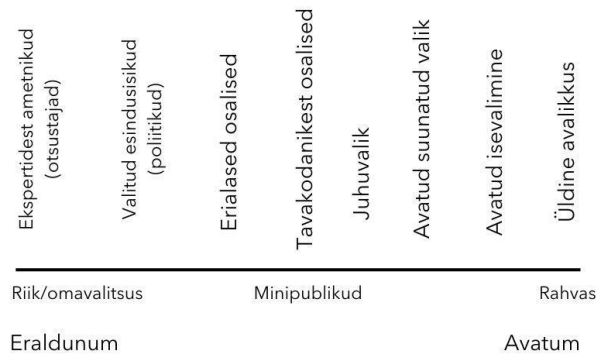 Ekspertidest ametnikud
(otsustajad)
Valitud esindusisikud
(poliitikud)
Erialased osalised
Tavakodanikest osalised
Juhuvalik
Avatud suunatud valik
Avatud isevalimine
Üldine avalikkus
Riik/omavalitsus
Minipublikud
Rahvas
Eraldunum
Avatum